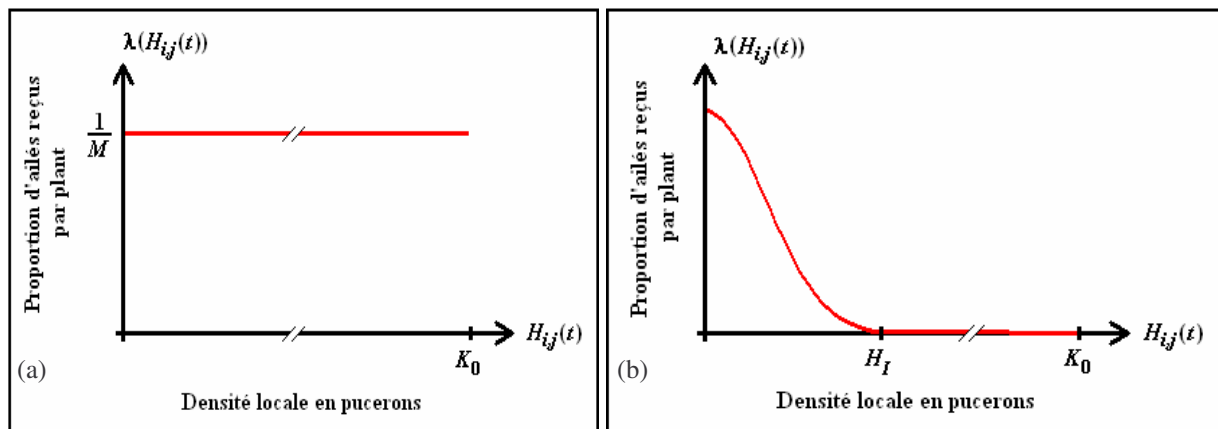 λ(H_{i,j}(t))
Proportion d'ailés reçus
par plant
1
M
H_{i,j}(t)
K_0
(a)
Densité locale en pucerons
λ(H_{i,j}(t))
Proportion d'ailés reçus
par plant
H_{i,j}(t)
H_I
K_0
(b)
Densité locale en pucerons